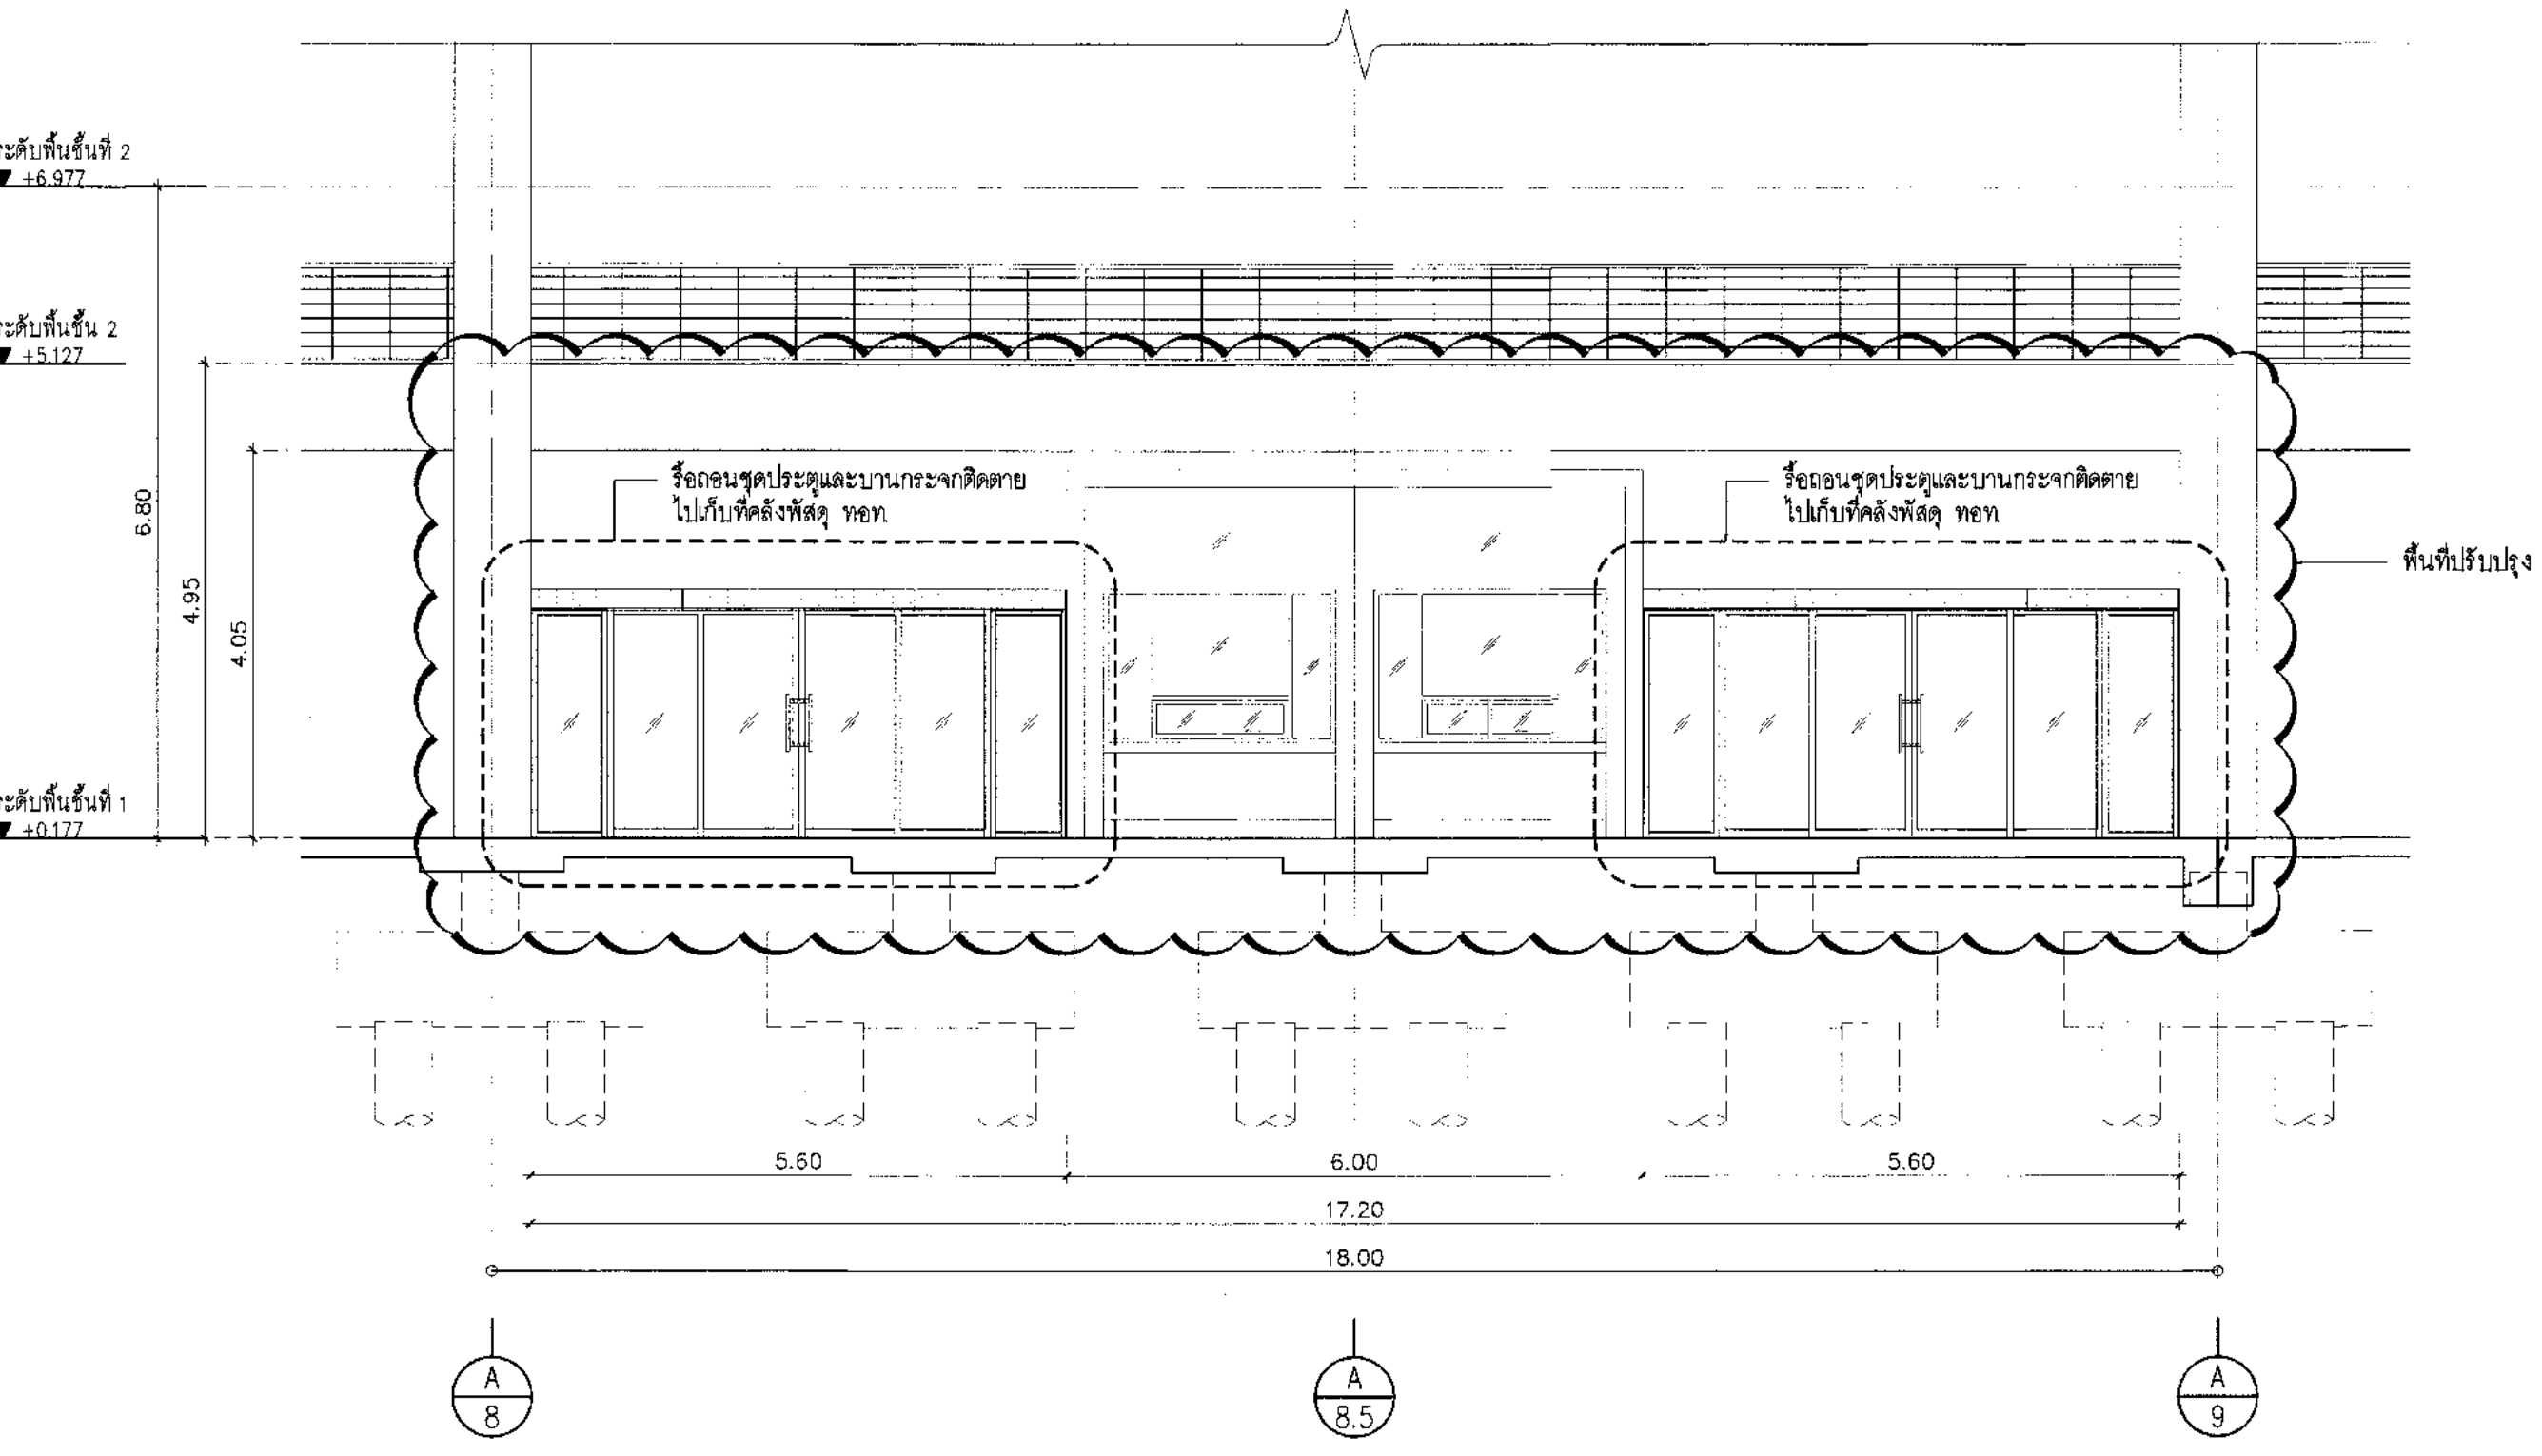 ระดับพื้นชั้นที่ 2
+6.977
ระดับพื้นชั้น 2
+5.127
รื้อถอนชุดประตูและบานกระจกติดตาย
ไปเก็บที่คลังพัสดุ ทอท.
รื้อถอนชุดประตูและบานกระจกติดตาย
ไปเก็บที่คลังพัสดุ ทอท.
พื้นที่ปรับปรุง
6.80
4.95
4.05
ระดับพื้นชั้นที่ 1
+0.177
5.60 6.00 5.60
17.20
18.00
A A A
8 8.5 9